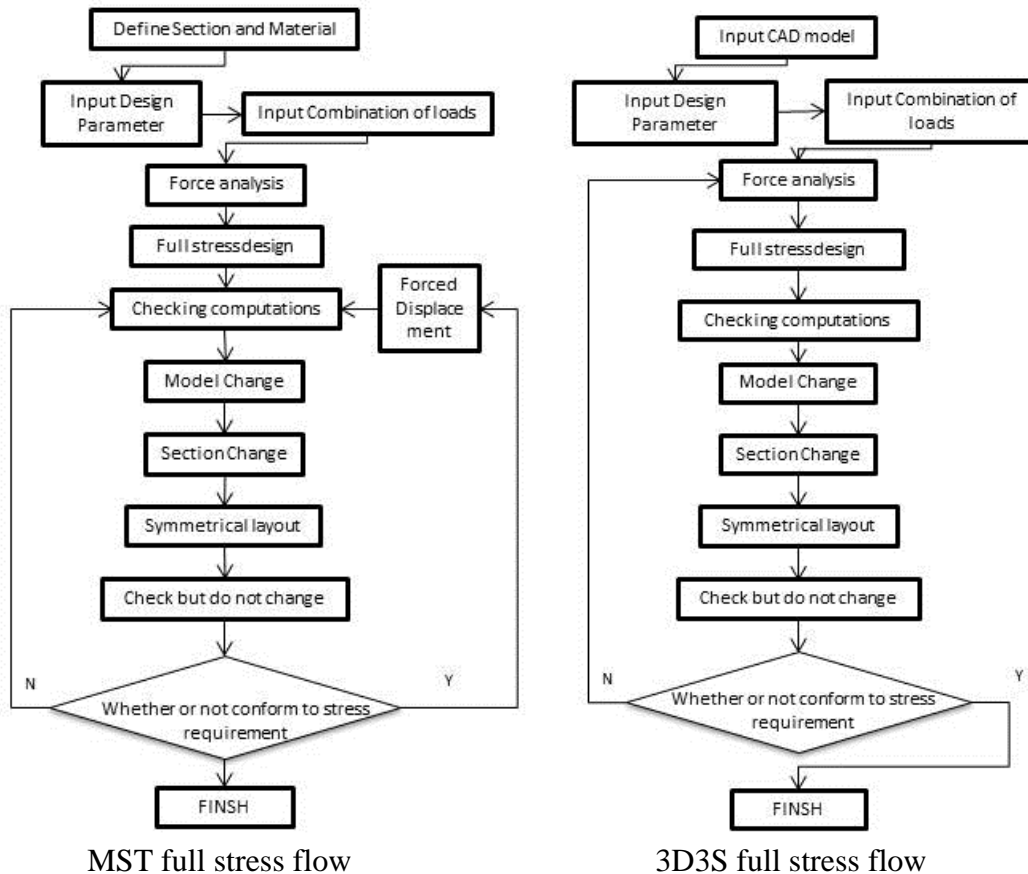 Define Section and Material
Input Design
Parameter
Input Combination of loads
Force analysis
Full stressdesign
Checking computations
Forced
Displace
ment
Model Change
Section Change
Symmetrical layout
Check but do not change
N
Y
Whether or not conform to stress
requirement
FINSH
MST full stress flow
Input CAD model
Input Design
Parameter
Input Combination of
loads
Force analysis
Full stressdesign
Checking computations
Model Change
Section Change
Symmetrical layout
Check but do not change
N
Y
Whether or not conform to stress
requirement
FINSH
3D3S full stress flow